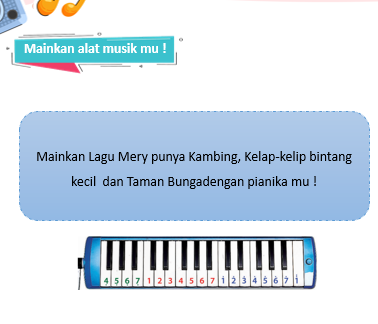 Mainkan alat musik mu !
Mainkan Lagu Mery punya Kambing, Kelap-kelip bintang
kecil dan Taman Bungadengan pianika mu !
4 5 6 7 1 2 3 4 5 6 7 1 2 3 4 5 6 7 1